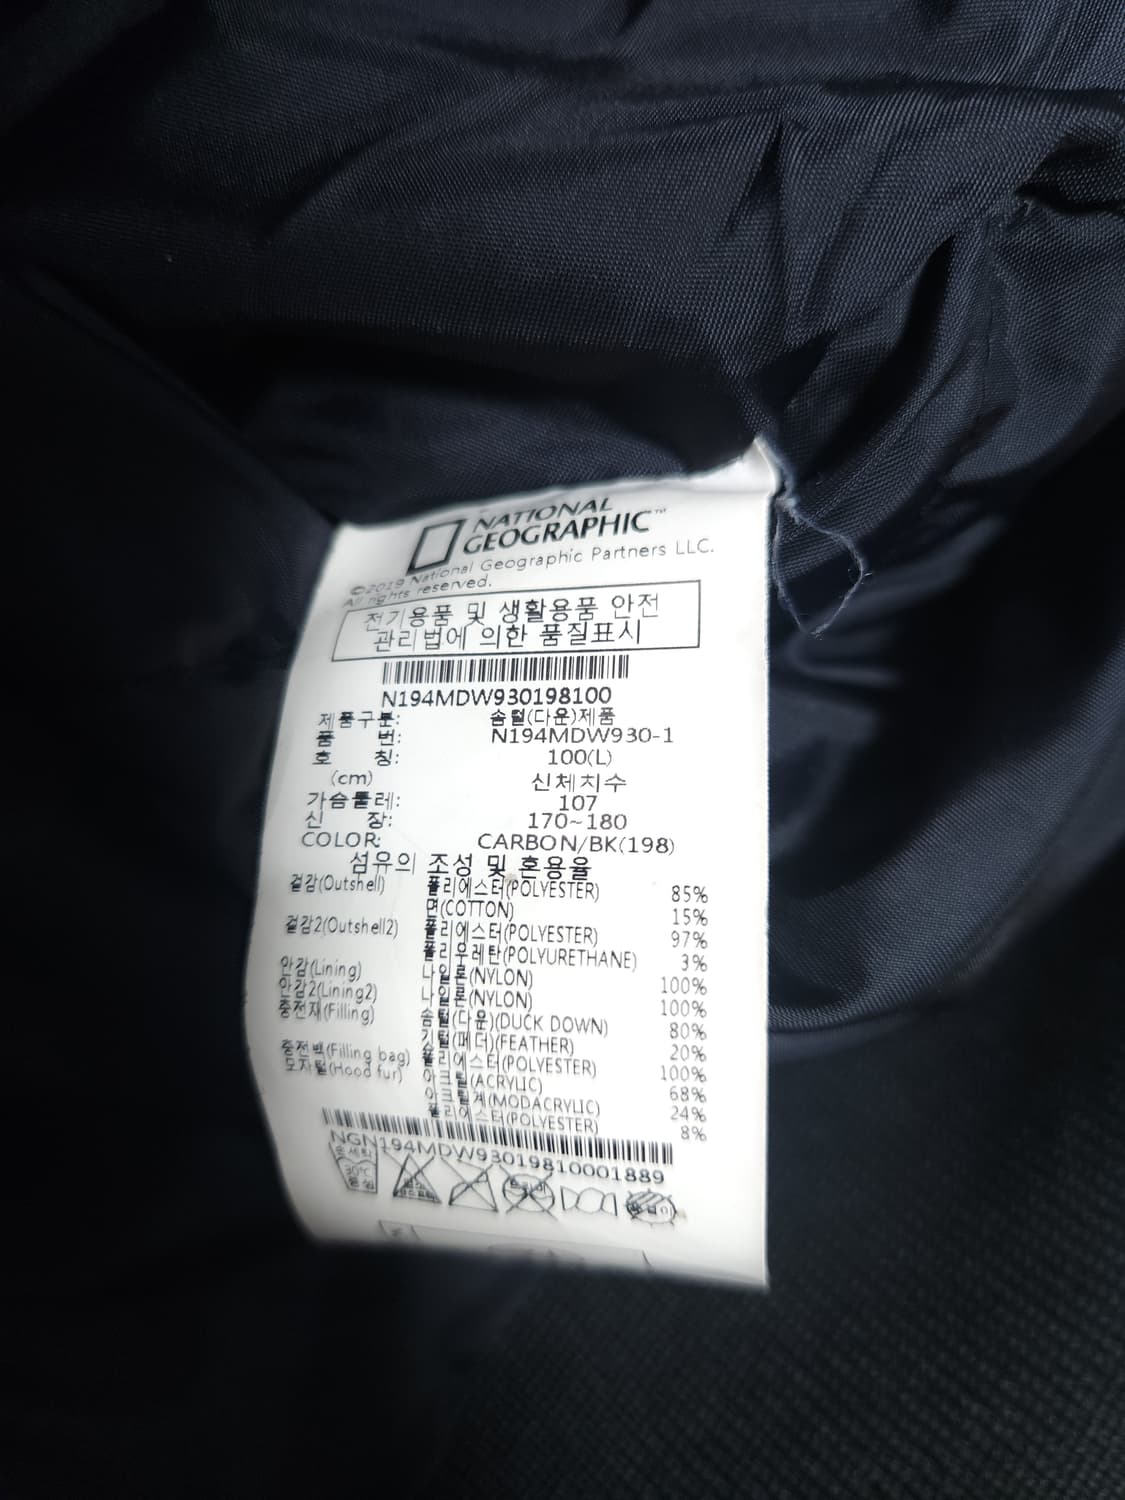 NATIONAL
GEOGRAPHIC™
©2019 National Geographic Partners LLC.
All rights reserved.
전기용품 및 생활용품 안전
관리법에 의한 품질표시
N194MDW930198100
제품구분: 솜털(다운)제품
품 번: N194MDW930-1
호 칭: 100(L)
(cm) 신체치수
가슴둘레: 107
신 장: 170~180
COLOR: CARBON/BK(198)
섬유의 조성 및 혼용율
겉감(Outshell) 폴리에스터(POLYESTER) 85%
면(COTTON) 15%
겉감2(Outshell2) 폴리에스터(POLYESTER) 97%
폴리우레탄(POLYURETHANE) 3%
안감(Lining) 나일론(NYLON) 100%
안감2(Lining2) 나일론(NYLON) 100%
충전재(Filling) 솜털(다운)(DUCK DOWN) 80%
깃털(페더)(FEATHER) 20%
충전백(Filling bag) 폴리에스터(POLYESTER) 100%
모자털(Hood fur) 아크릴(ACRYLIC) 68%
아크릴계(MODACRYLIC) 24%
폴리에스터(POLYESTER) 8%
NGN194MDW93019810001889
30℃
중성